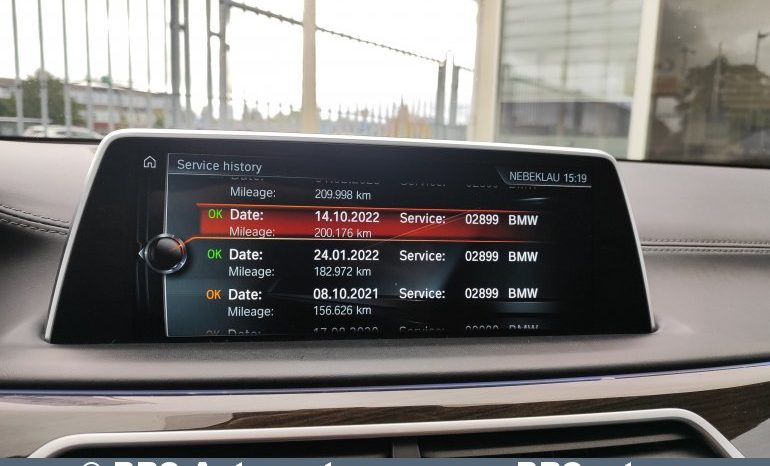 Service history
NEBEKLAU 15:19
Mileage:
209.998 km
OK Date: 14.10.2022 Service: 02899 BMW
Mileage: 200.176 km
OK Date: 24.01.2022 Service: 02899 BMW
Mileage: 182.972 km
OK Date: 08.10.2021 Service: 02899 BMW
Mileage: 156.626 km